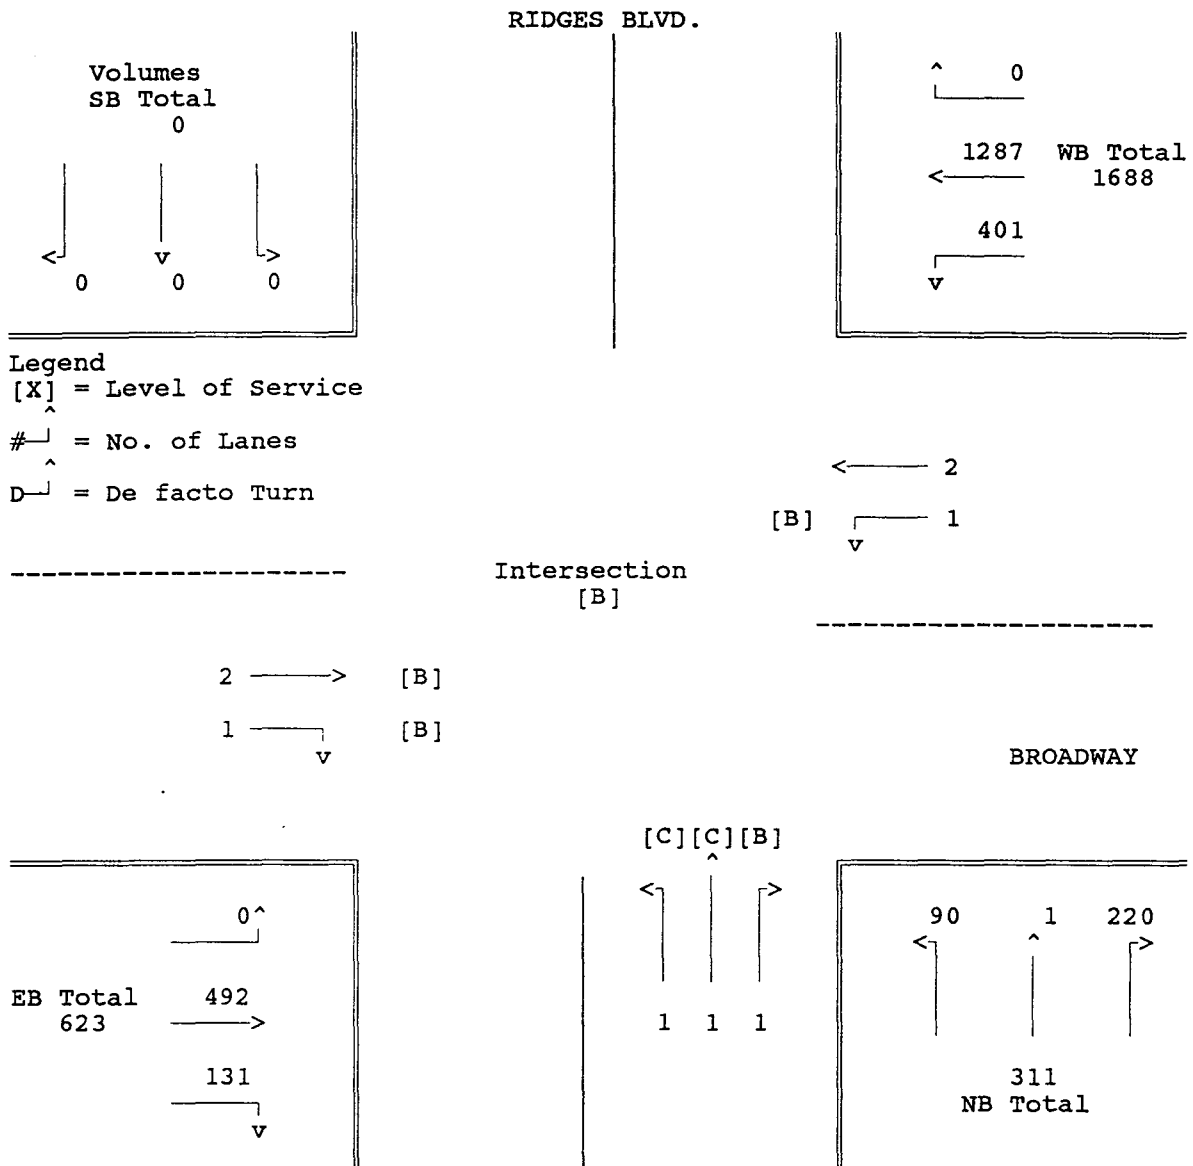 RIDGES BLVD.
Volumes
SB Total
0
0 0 0
0
1287 WB Total
1688
401
Legend
[X] = Level of Service
# = No. of Lanes
D = De facto Turn
2
[B] 1
Intersection
[B]
2 [B]
1 [B]
BROADWAY
[C][C][B]
1 1 1
0
EB Total 492
623
131
90 1 220
311
NB Total